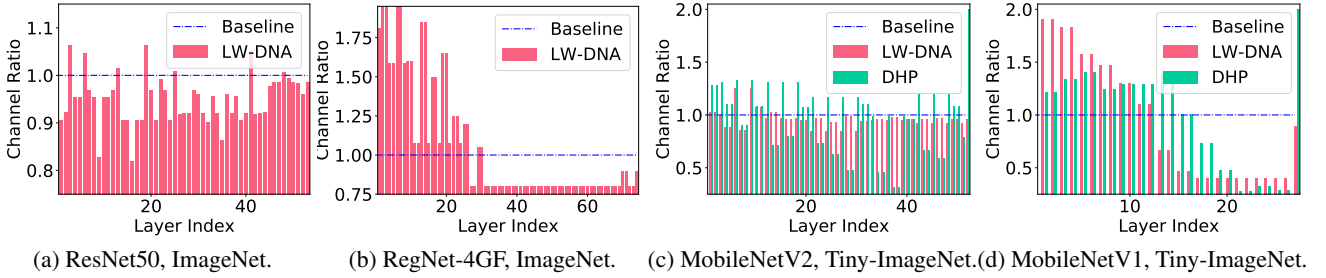 Channel Ratio
1.1
1.0
0.9
0.8
20
40
Layer Index
Baseline
LW-DNA
(a) ResNet50, ImageNet.
Channel Ratio
1.75
1.50
1.25
1.00
0.75
20
40
60
Layer Index
Baseline
LW-DNA
(b) RegNet-4GF, ImageNet.
Channel Ratio
2.0
1.5
1.0
0.5
20
40
Layer Index
Baseline
LW-DNA
DHP
(c) MobileNetV2, Tiny-ImageNet.
Channel Ratio
2.0
1.5
1.0
0.5
10
20
Layer Index
Baseline
LW-DNA
DHP
(d) MobileNetV1, Tiny-ImageNet.